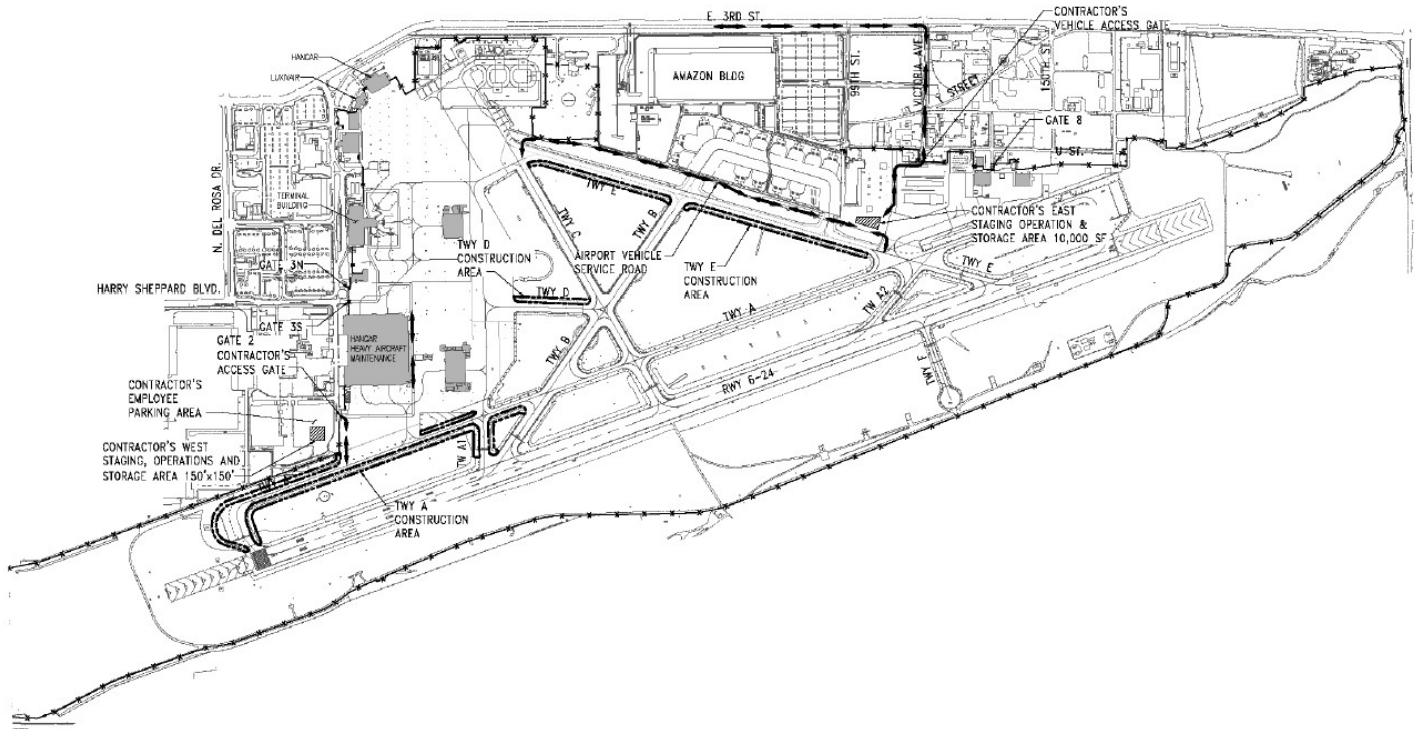 E. 3RD ST.
CONTRACTOR'S
VEHICLE ACCESS GATE
HANGAR
LUXIVAIR
AMAZON BLDG
99TH ST.
VICTORIA AVE.
STREET
150TH ST
GATE 8
U ST.
N. DEL ROSA DR.
TERMINAL
BUILDING
TWY E
TWY C
TWY B
CONTRACTOR'S EAST
STAGING OPERATION &
STORAGE AREA 10,000 SF
TWY D
CONSTRUCTION
AREA
AIRPORT VEHICLE
SERVICE ROAD
TWY E
CONSTRUCTION
AREA
TWY E
GATE 3N
HARRY SHEPPARD BLVD.
TWY D
TWY A
TW A2
GATE 3S
GATE 2
CONTRACTOR'S
ACCESS GATE
HANGAR
HEAVY AIRCRAFT
MAINTENANCE
TWY B
RWY 6-24
TWY F
CONTRACTOR'S
EMPLOYEE
PARKING AREA
CONTRACTOR'S WEST
STAGING, OPERATIONS AND
STORAGE AREA 150'x150'
TW A1
TWY A
CONSTRUCTION
AREA